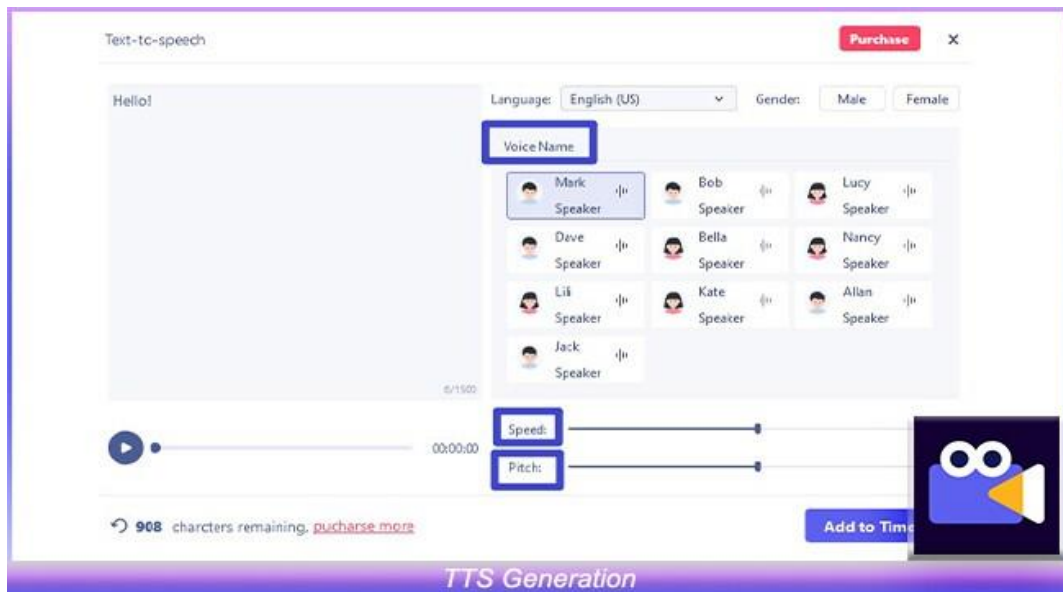 Text-to-speech
Purchase
Hello!
Language: English (US) Gender: Male Female
Voice Name
Mark Speaker
Bob Speaker
Lucy Speaker
Dave Speaker
Bella Speaker
Nancy Speaker
Lili Speaker
Kate Speaker
Allan Speaker
Jack Speaker
6/1500
00:00:00
Speed:
Pitch:
908 charcters remaining, pucharse more
Add to Time
TTS Generation